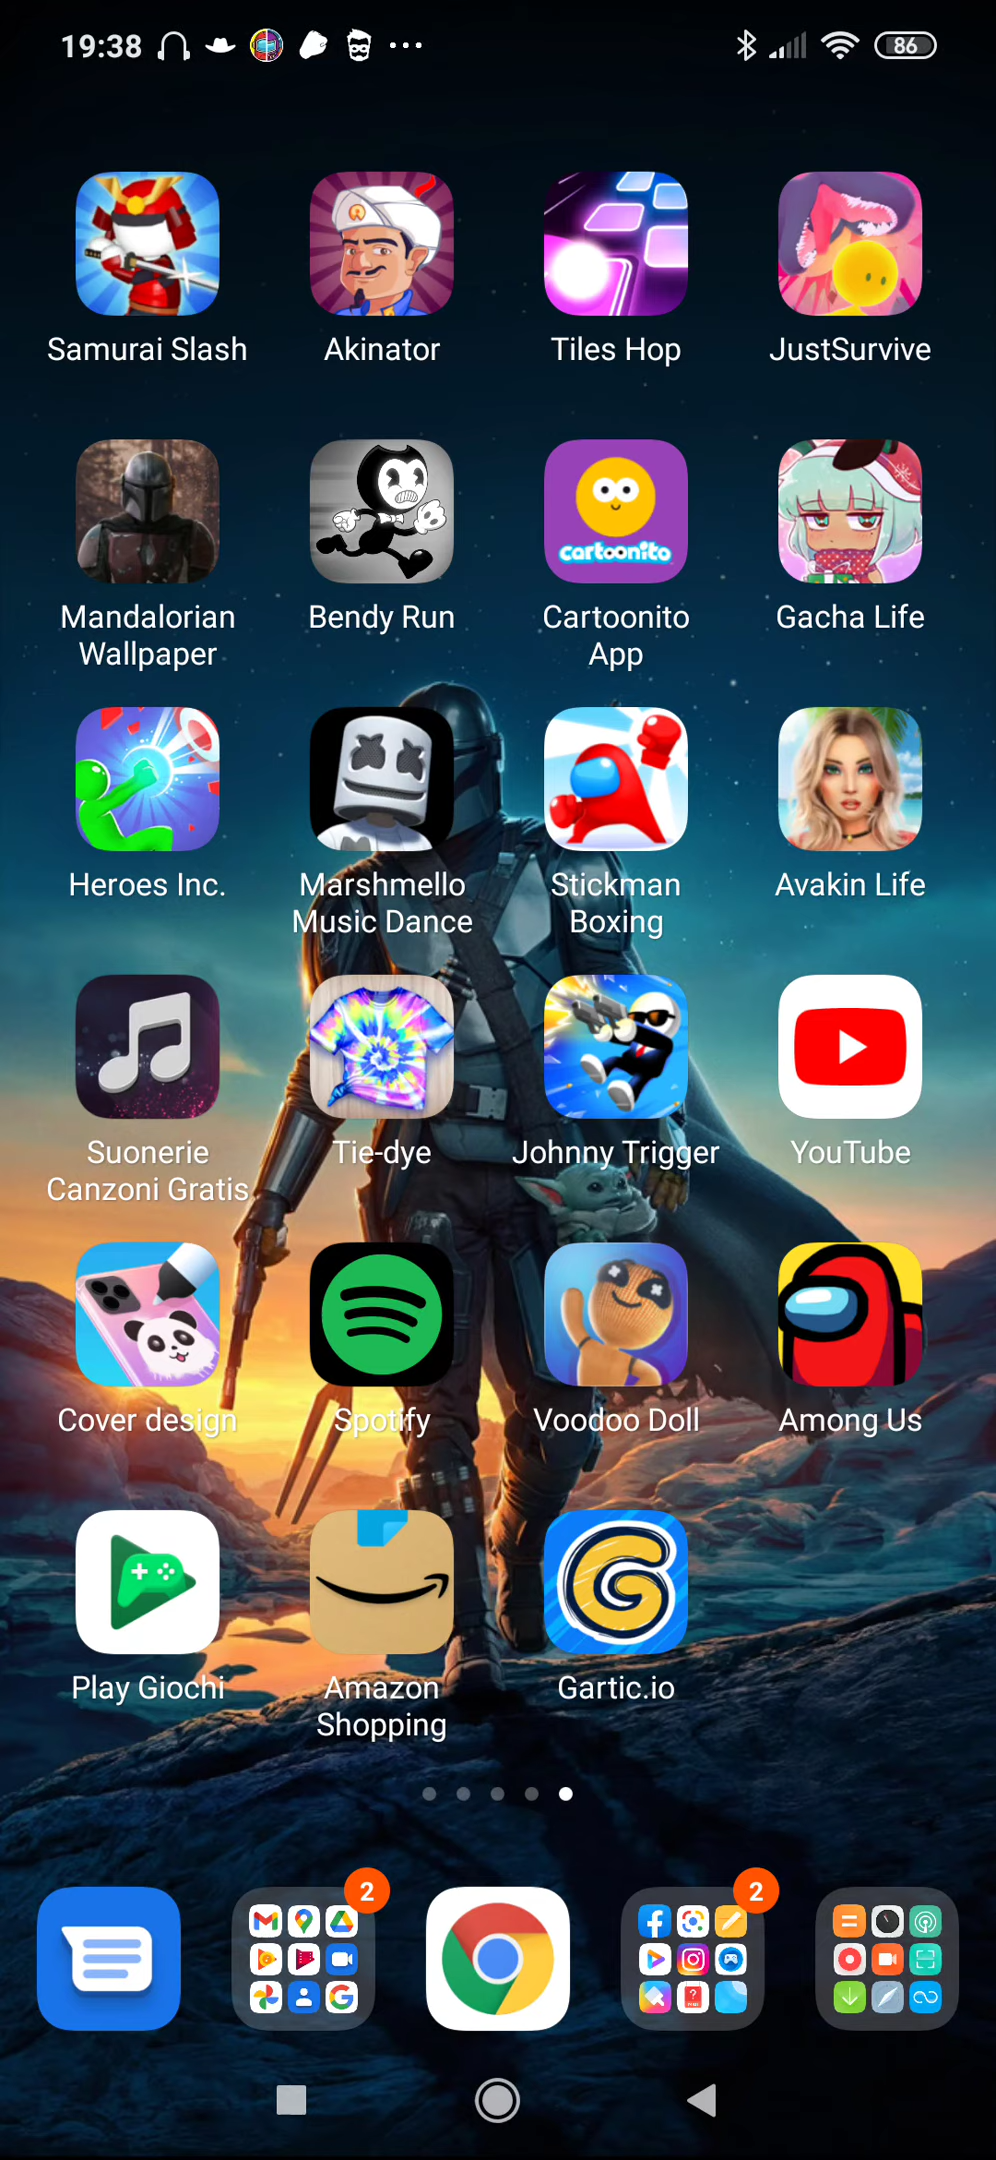 19:38
86
Samurai Slash Akinator Tiles Hop JustSurvive
cartoonito
Mandalorian Wallpaper
Bendy Run
Cartoonito App
Gacha Life
Heroes Inc.
Marshmello Music Dance
Stickman Boxing
Avakin Life
Suonerie Canzoni Gratis
Tie-dye
Johnny Trigger
YouTube
Cover design Spotify Voodoo Doll Among Us
G
Play Giochi
Amazon Shopping
Gartic.io
2 2